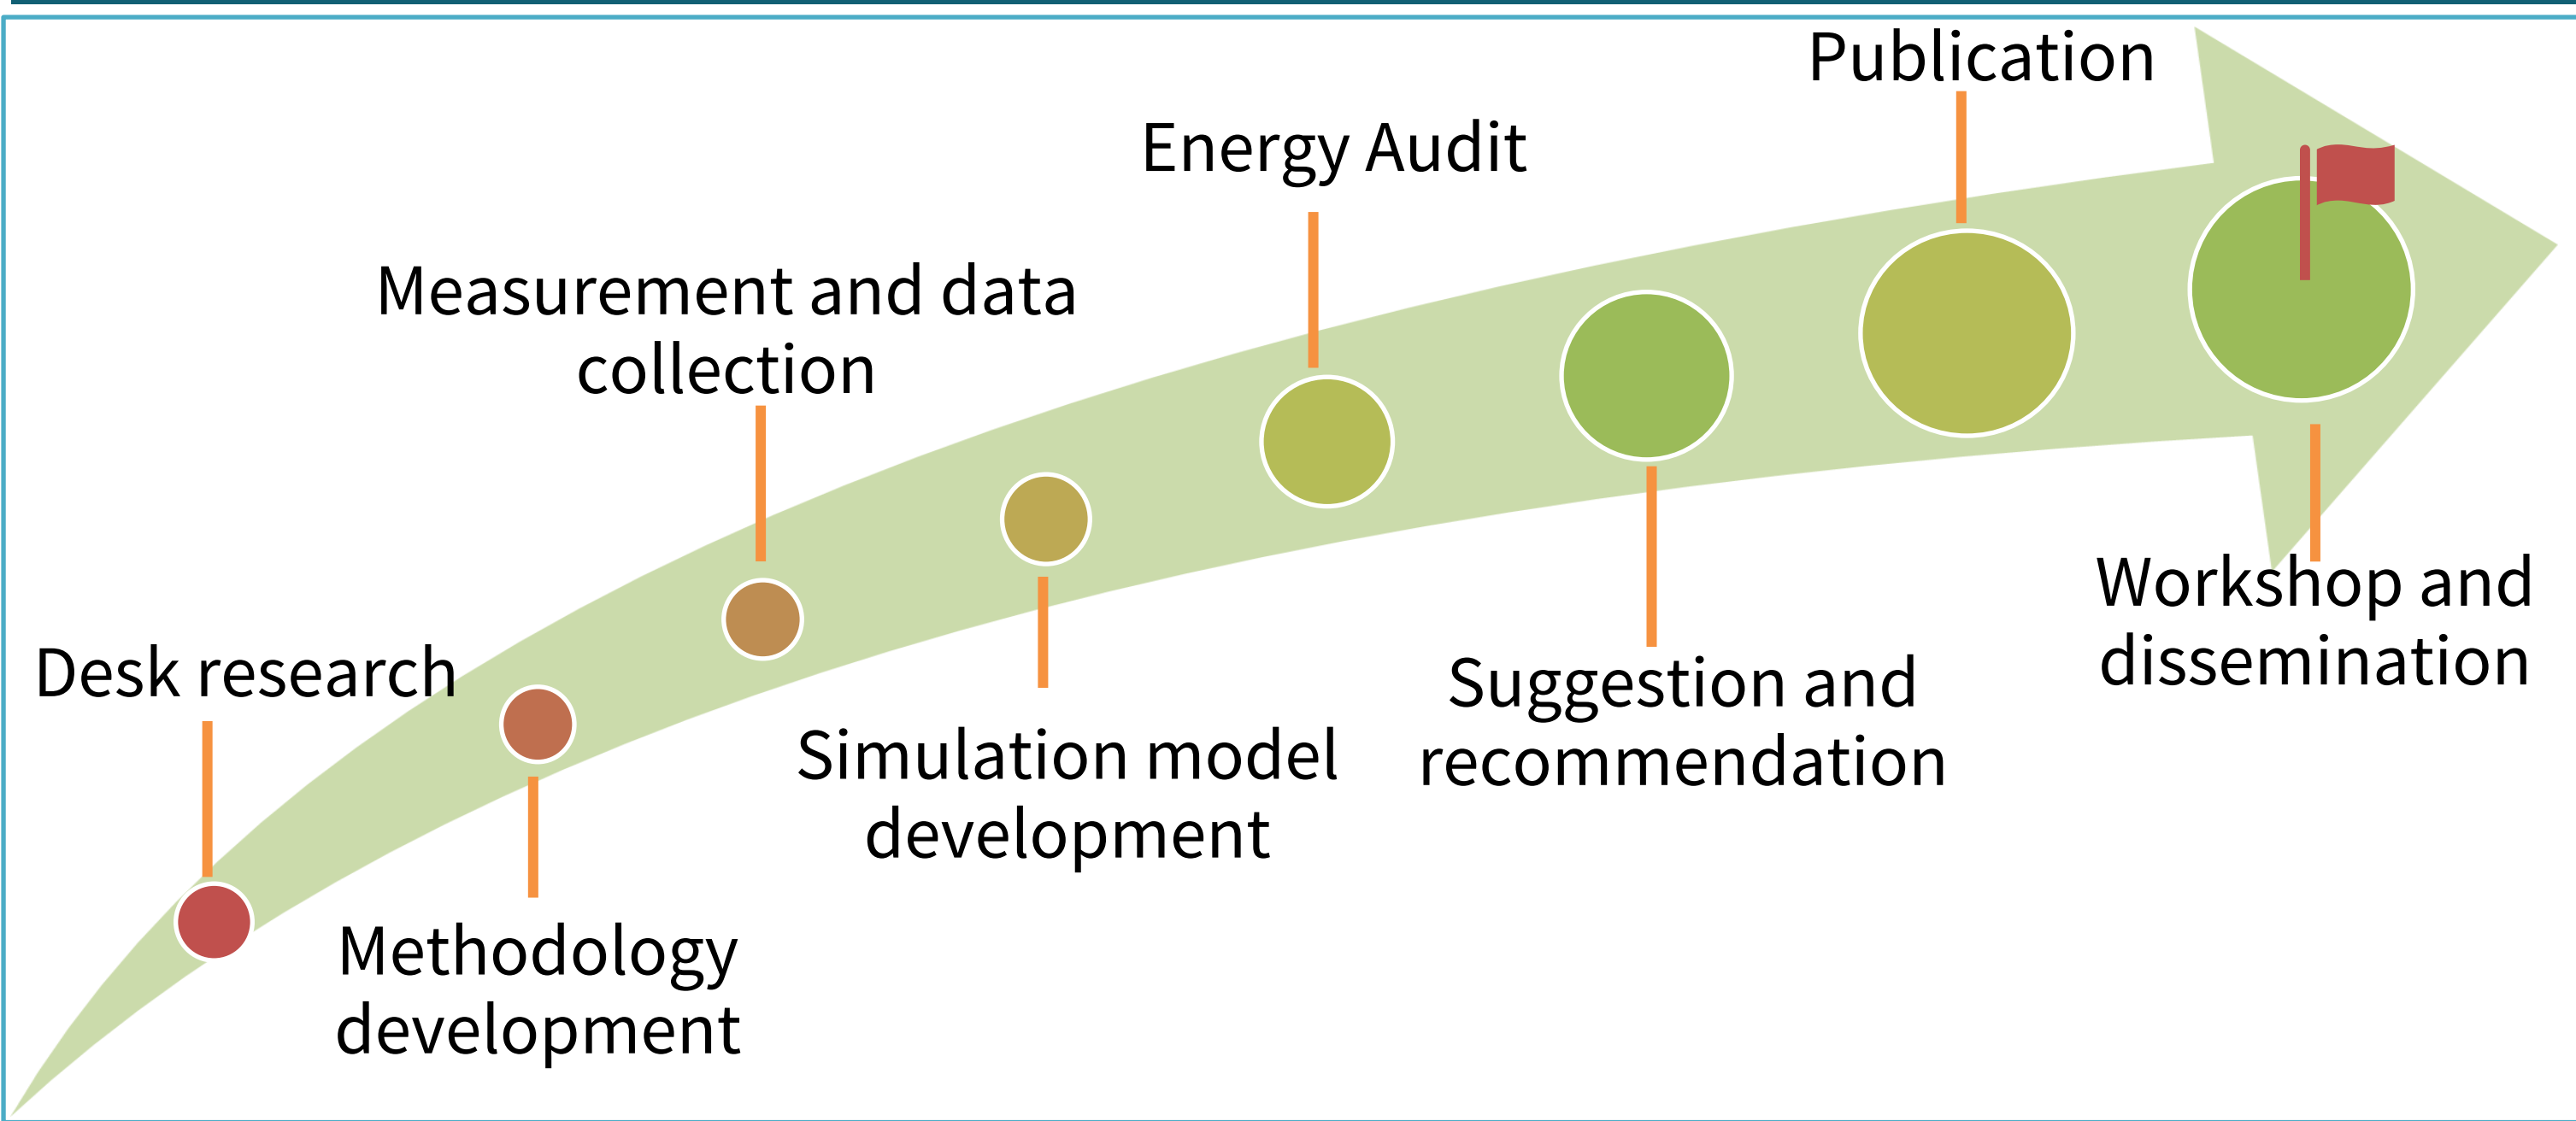 Desk research
Methodology
development
Measurement and data
collection
Simulation model
development
Energy Audit
Suggestion and
recommendation
Publication
Workshop and
dissemination